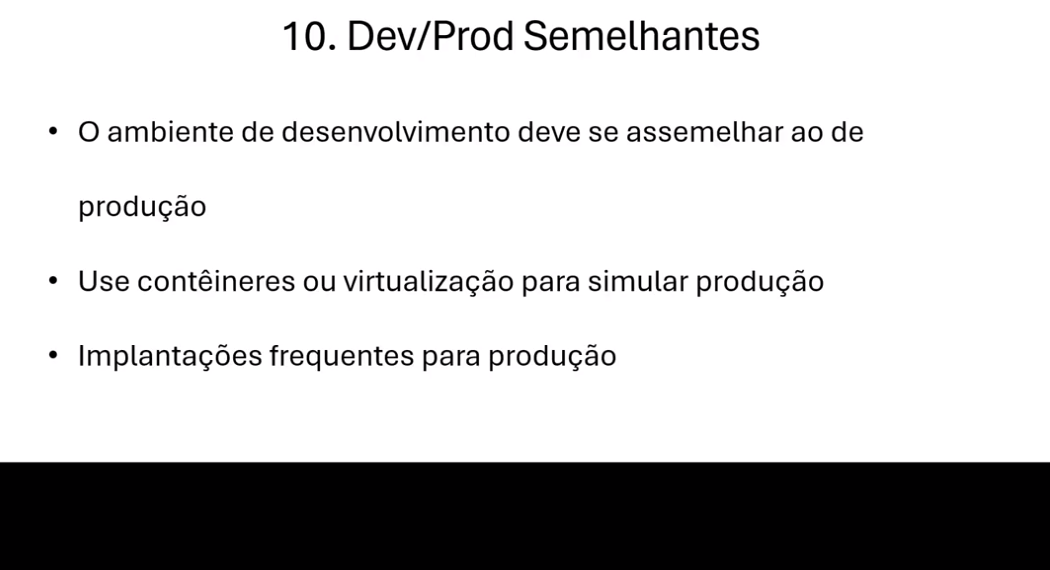 10. Dev/Prod Semelhantes
• O ambiente de desenvolvimento deve se assemelhar ao de
produção
• Use contêineres ou virtualização para simular produção
• Implantações frequentes para produção